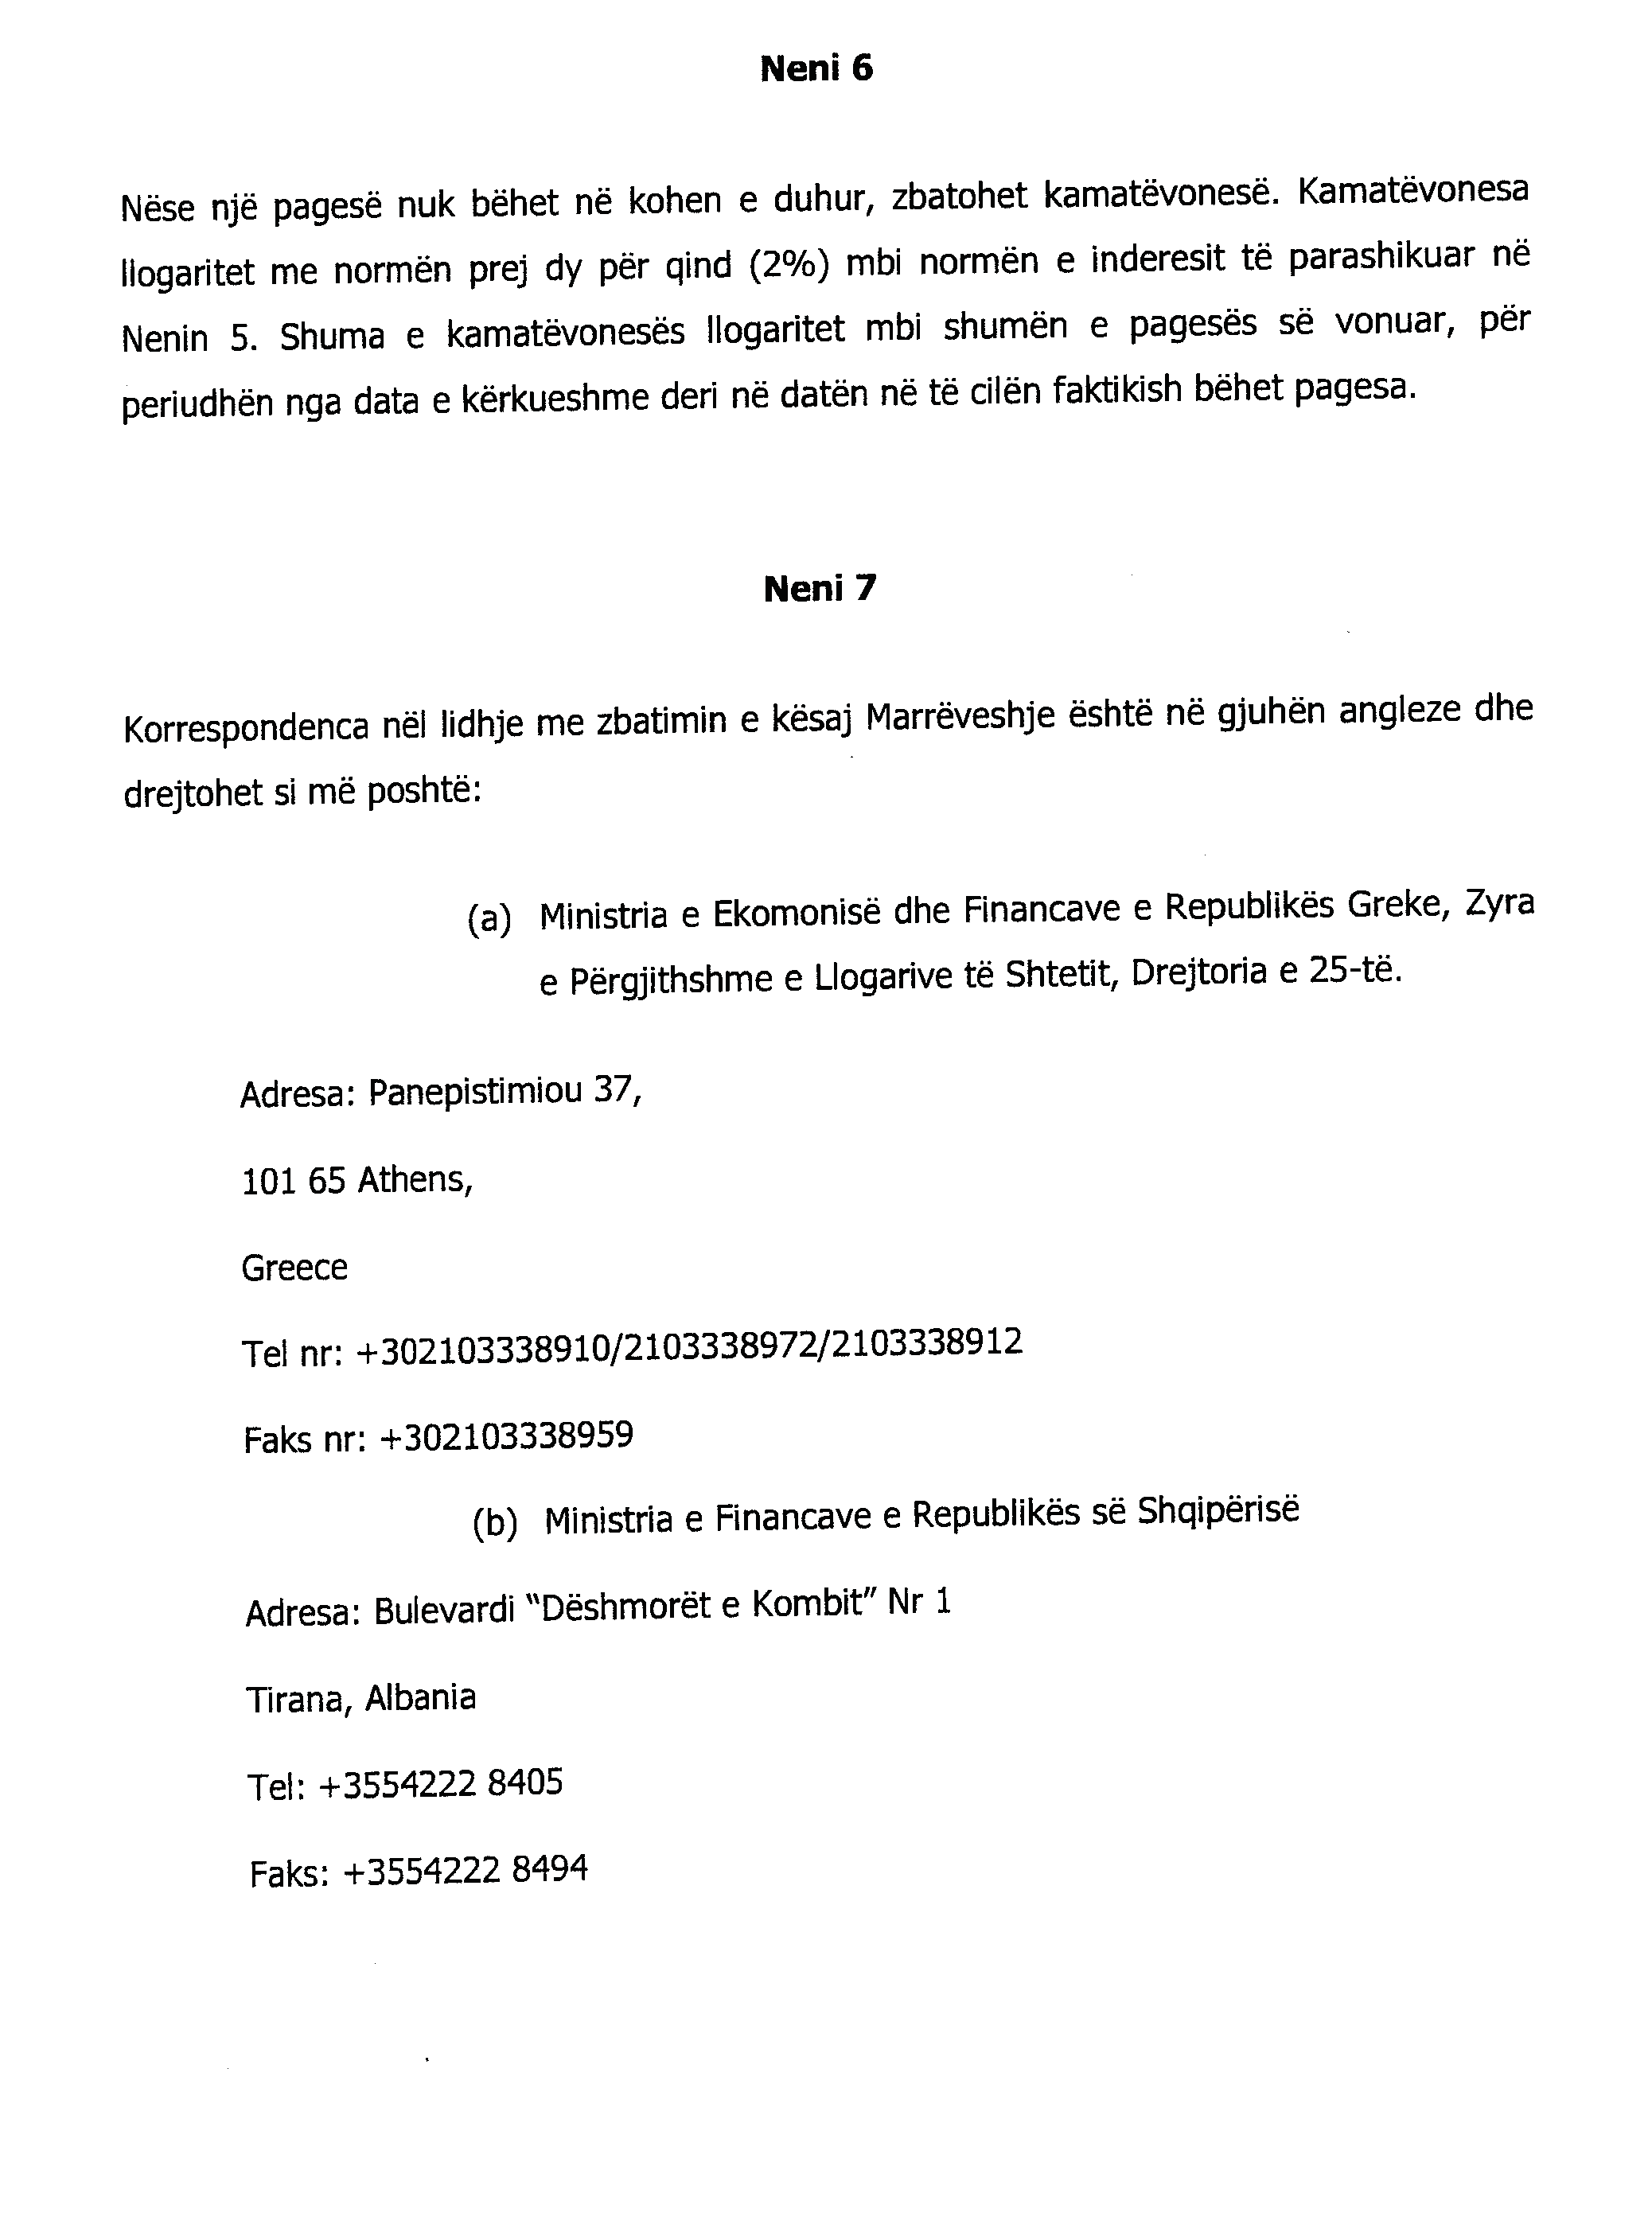 Neni 6
Nëse një pagesë nuk bëhet në kohen e duhur, zbatohet kamatëvonesë. Kamatëvonesa
llogaritet me normën prej dy për qind (2%) mbi normën e inderesit të parashikuar në
Nenin 5. Shuma e kamatëvonesës llogaritet mbi shumën e pagesës së vonuar, për
periudhën nga data e kërkueshme deri në datën në të cilën faktikish bëhet pagesa.
Neni 7
Korrespondenca nël lidhje me zbatimin e kësaj Marrëveshje është në gjuhën angleze dhe
drejtohet si më poshtë:
(a) Ministria e Ekomonisë dhe Financave e Republikës Greke, Zyra
e Përgjithshme e Llogarive të Shtetit, Drejtoria e 25-të.
Adresa: Panepistimiou 37,
101 65 Athens,
Greece
Tel nr: +302103338910/2103338972/2103338912
Faks nr: +302103338959
(b) Ministria e Financave e Republikës së Shqipërisë
Adresa: Bulevardi "Dëshmorët e Kombit" Nr 1
Tirana, Albania
Tel: +3554222 8405
Faks: +3554222 8494